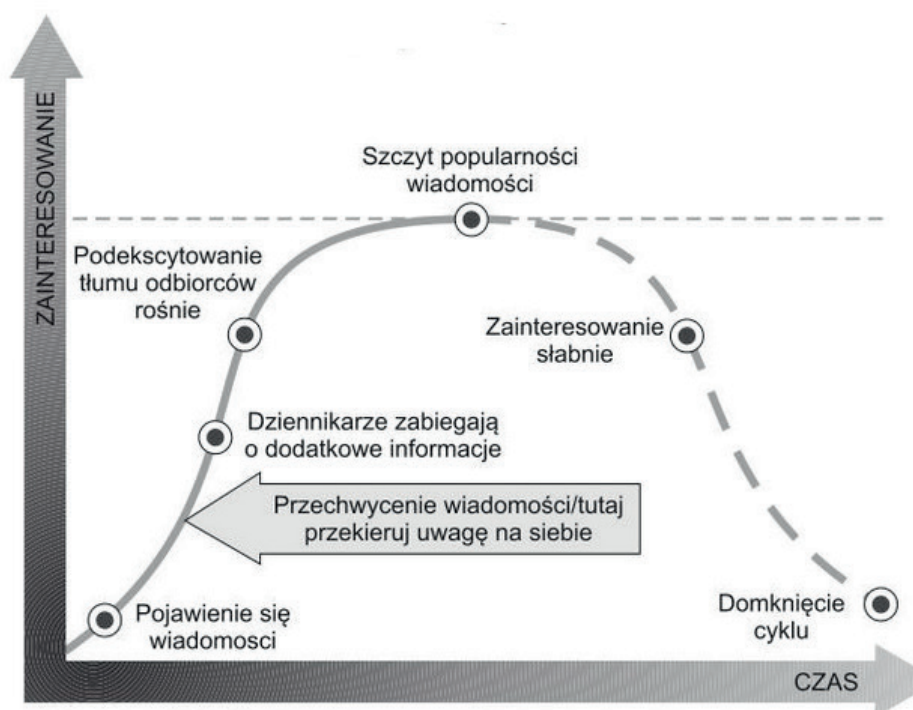 ZAINTERESOWANIE
Szczyt popularności
wiadomości
Podekscytowanie
tłumu odbiorców
rośnie
Zainteresowanie
słabnie
Dziennikarze zabiegają
o dodatkowe informacje
Przechwycenie wiadomości/tutaj
przekieruj uwagę na siebie
Pojawienie się
wiadomosci
Domknięcie
cyklu
CZAS